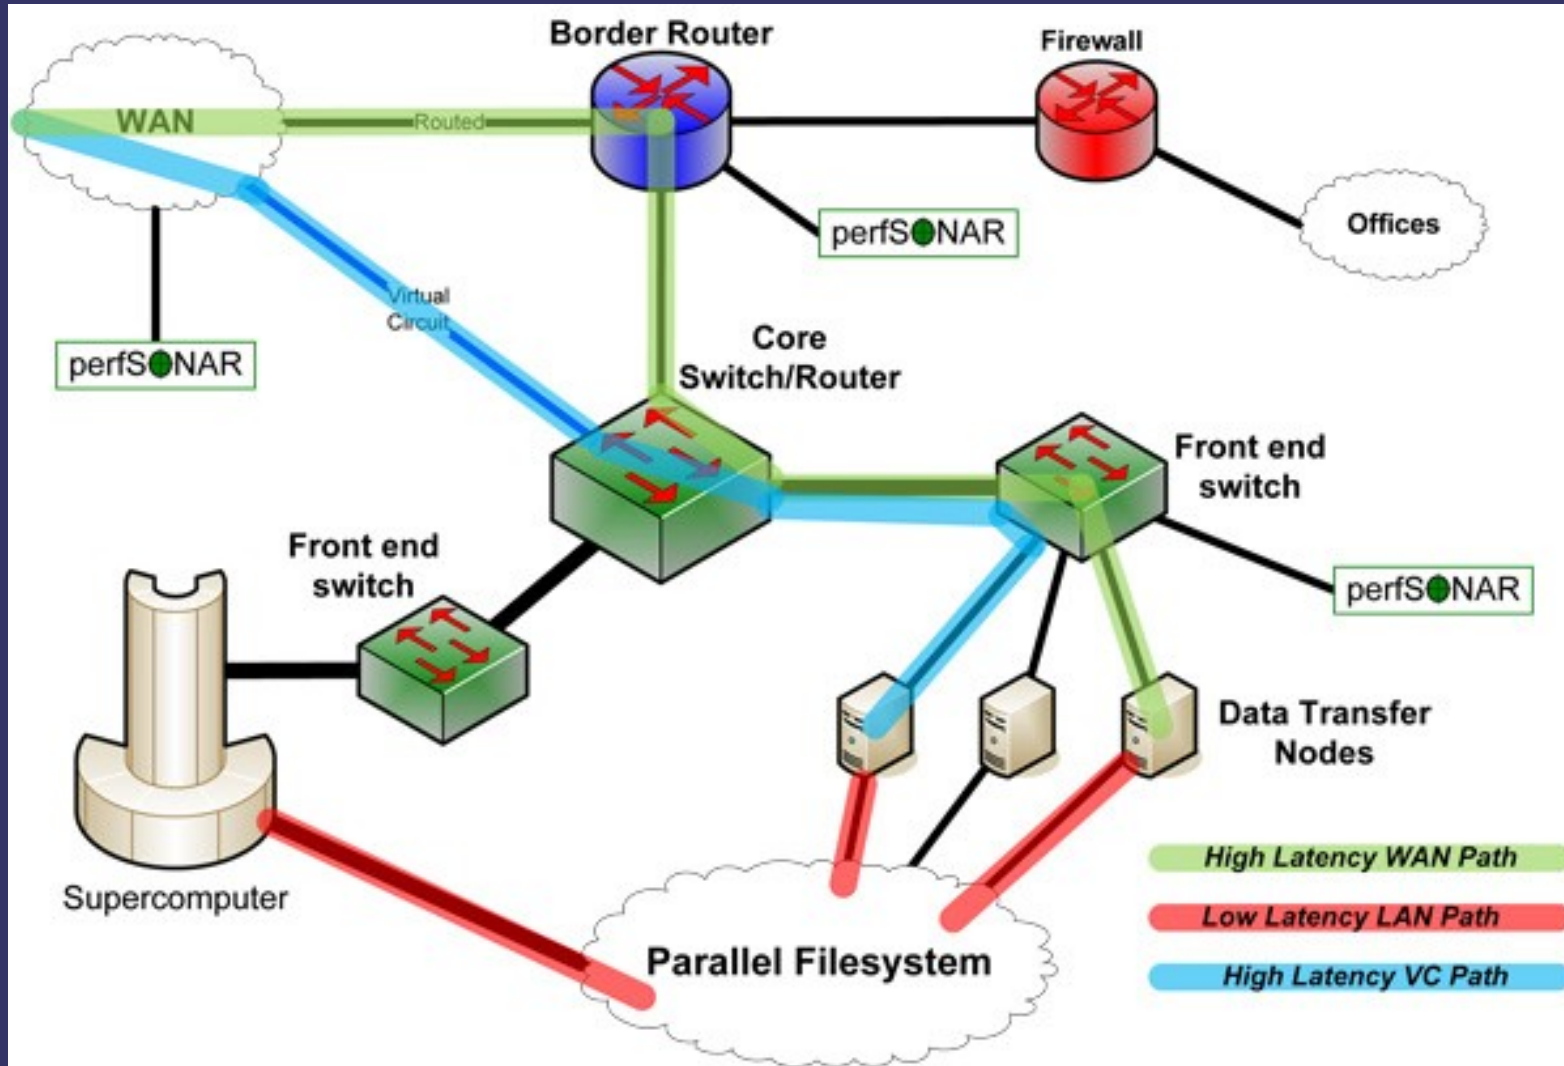 Border Router
Firewall
WAN
Routed
perfSONAR
Offices
Virtual
Circuit
perfSONAR
Core
Switch/Router
Front end
switch
Front end
switch
perfSONAR
Data Transfer
Nodes
Supercomputer
Parallel Filesystem
High Latency WAN Path
Low Latency LAN Path
High Latency VC Path